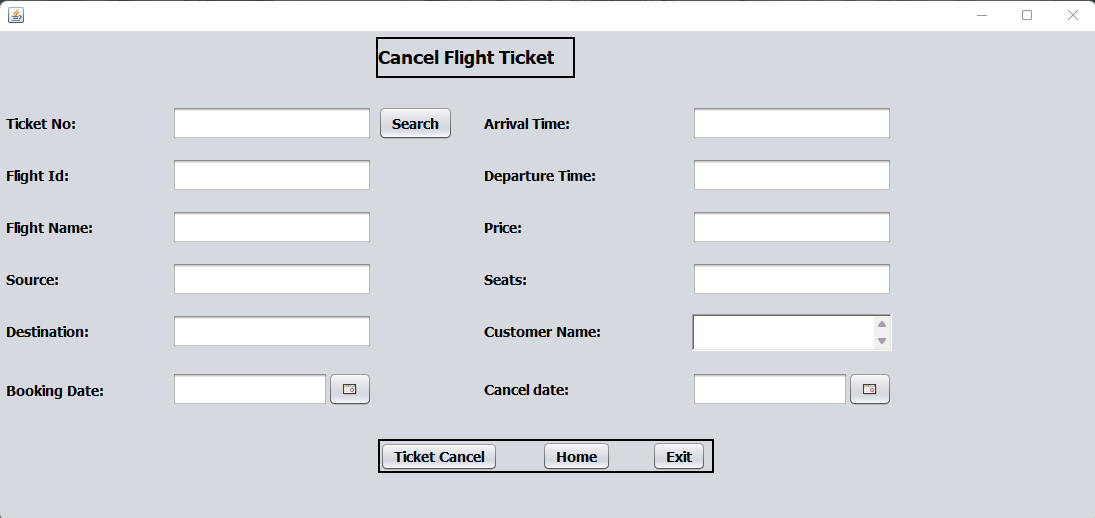 Cancel Flight Ticket
Ticket No: Search Arrival Time:
Flight Id: Departure Time:
Flight Name: Price:
Source: Seats:
Destination: Customer Name:
Booking Date: Cancel date:
Ticket Cancel Home Exit